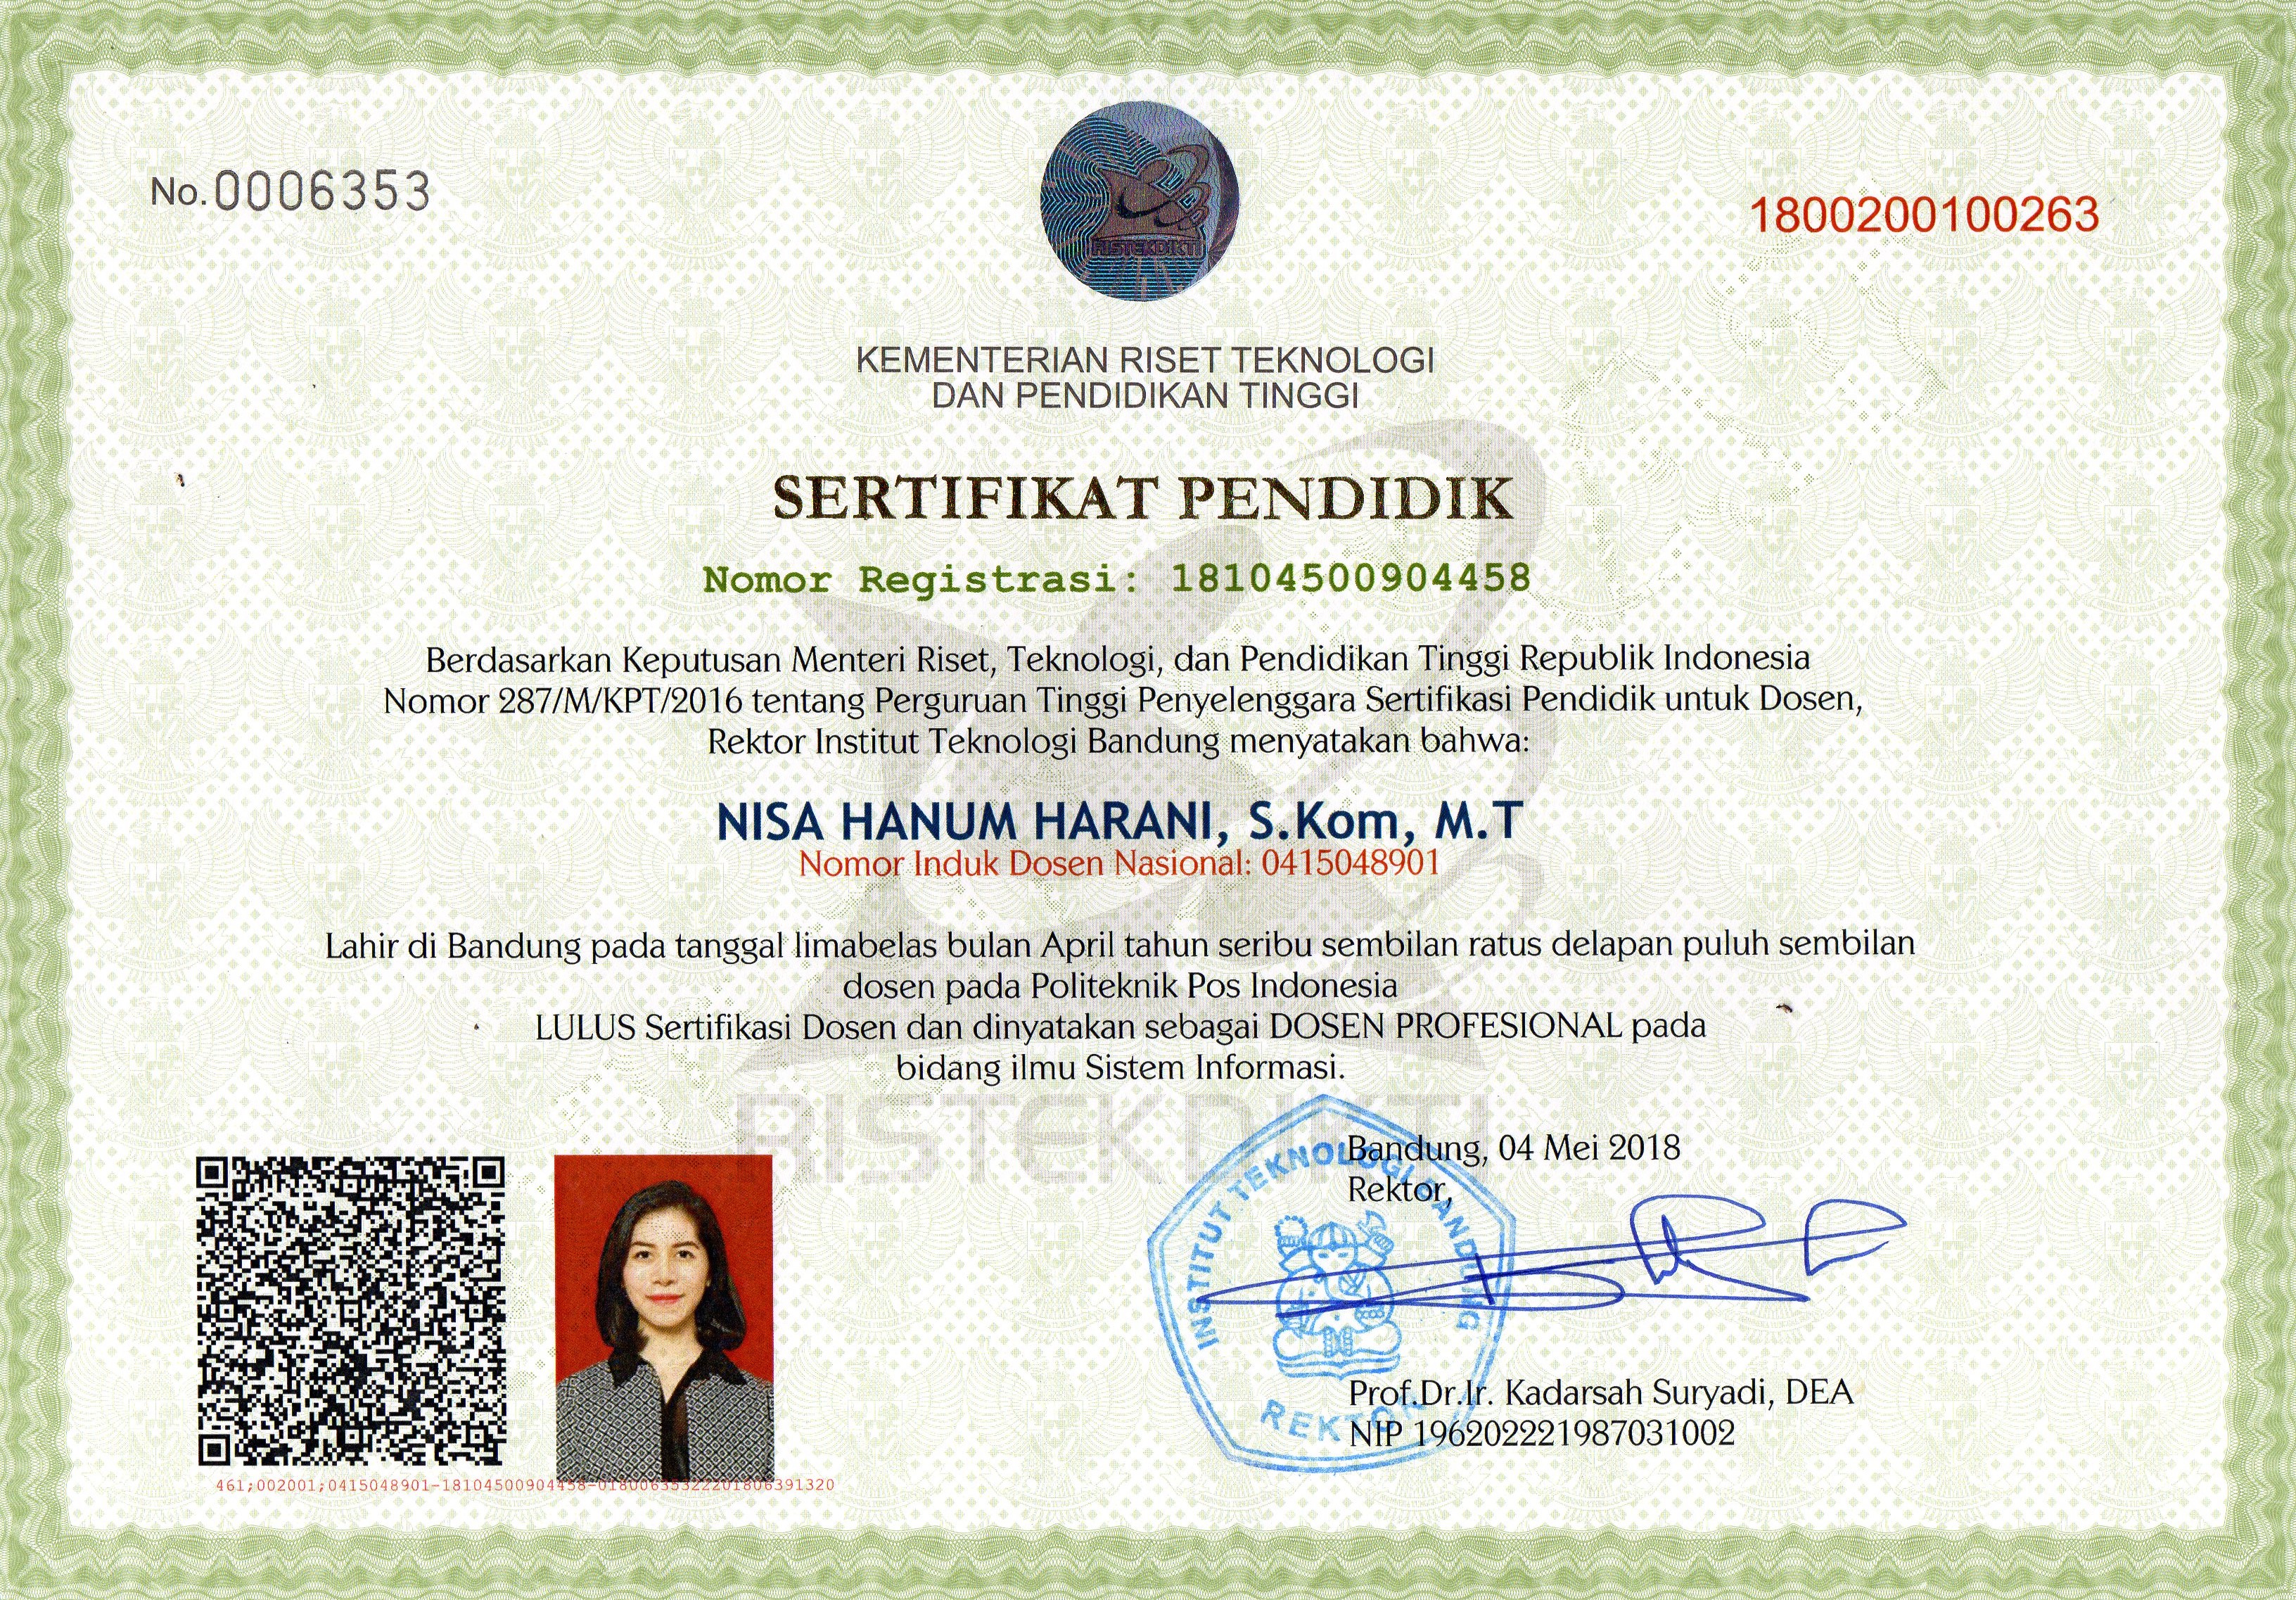 No. 0006353
1800200100263
RISTEKDIKTI
KEMENTERIAN RISET TEKNOLOGI
DAN PENDIDIKAN TINGGI
SERTIFIKAT PENDIDIK
Nomor Registrasi: 18104500904458
Berdasarkan Keputusan Menteri Riset, Teknologi, dan Pendidikan Tinggi Republik Indonesia
Nomor 287/M/KPT/2016 tentang Perguruan Tinggi Penyelenggara Sertifikasi Pendidik untuk Dosen,
Rektor Institut Teknologi Bandung menyatakan bahwa:
NISA HANUM HARANI, S.Kom, M.T
Nomor Induk Dosen Nasional: 0415048901
Lahir di Bandung pada tanggal limabelas bulan April tahun seribu sembilan ratus delapan puluh sembilan
dosen pada Politeknik Pos Indonesia
LULUS Sertifikasi Dosen dan dinyatakan sebagai DOSEN PROFESIONAL pada
bidang ilmu Sistem Informasi.
RISTEKDIKTI
Bandung, 04 Mei 2018
Rektor,
INSTITUT TEKNOLOGI BANDUNG
REKTOR
Prof.Dr.Ir. Kadarsah Suryadi, DEA
NIP 196202221987031002
461;002001;0415048901-18104500904458-01800635322201806391320